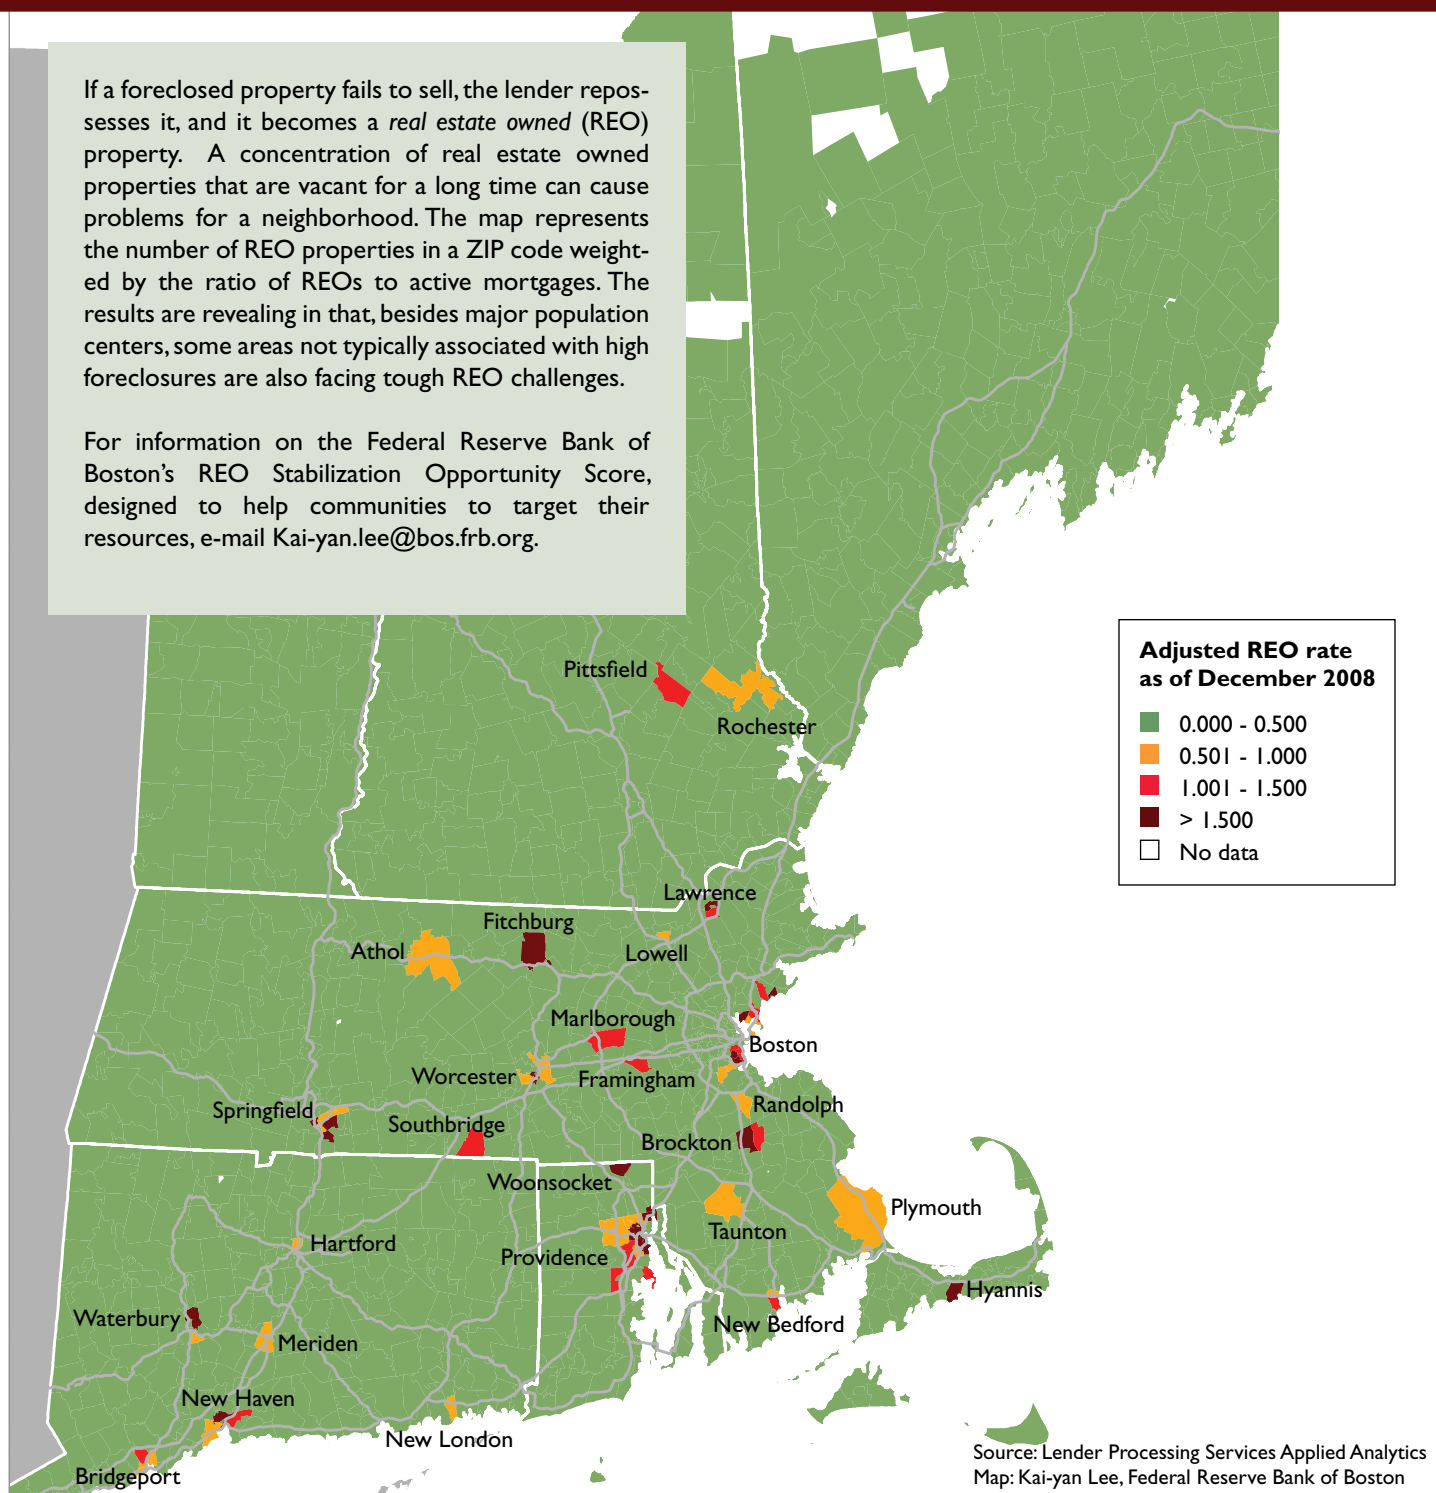 If a foreclosed property fails to sell, the lender repos-
sesses it, and it becomes a real estate owned (REO)
property. A concentration of real estate owned
properties that are vacant for a long time can cause
problems for a neighborhood. The map represents
the number of REO properties in a ZIP code weight-
ed by the ratio of REOs to active mortgages. The
results are revealing in that, besides major population
centers, some areas not typically associated with high
foreclosures are also facing tough REO challenges.
For information on the Federal Reserve Bank of
Boston's REO Stabilization Opportunity Score,
designed to help communities to target their
resources, e-mail Kai-yan.lee@bos.frb.org.
Adjusted REO rate
as of December 2008
0.000 - 0.500
0.501 - 1.000
1.001 - 1.500
> 1.500
No data
Pittsfield
Rochester
Lawrence
Fitchburg
Athol
Lowell
Marlborough
Boston
Worcester
Framingham
Springfield
Randolph
Southbridge
Brockton
Woonsocket
Plymouth
Taunton
Hartford
Providence
Hyannis
Waterbury
New Bedford
Meriden
New Haven
New London
Bridgeport
Source: Lender Processing Services Applied Analytics
Map: Kai-yan Lee, Federal Reserve Bank of Boston